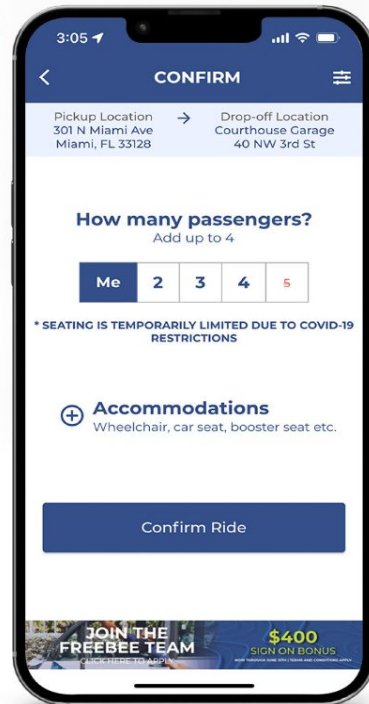 3:05
CONFIRM
Pickup Location
301 N Miami Ave
Miami, FL 33128
→
Drop-off Location
Courthouse Garage
40 NW 3rd St
How many passengers?
Add up to 4
Me 2 3 4 5
* SEATING IS TEMPORARILY LIMITED DUE TO COVID-19
RESTRICTIONS
Accommodations
Wheelchair, car seat, booster seat etc.
Confirm Ride
JOIN THE
FREEBEE TEAM
CLICK HERE TO APPLY
$400
SIGN ON BONUS